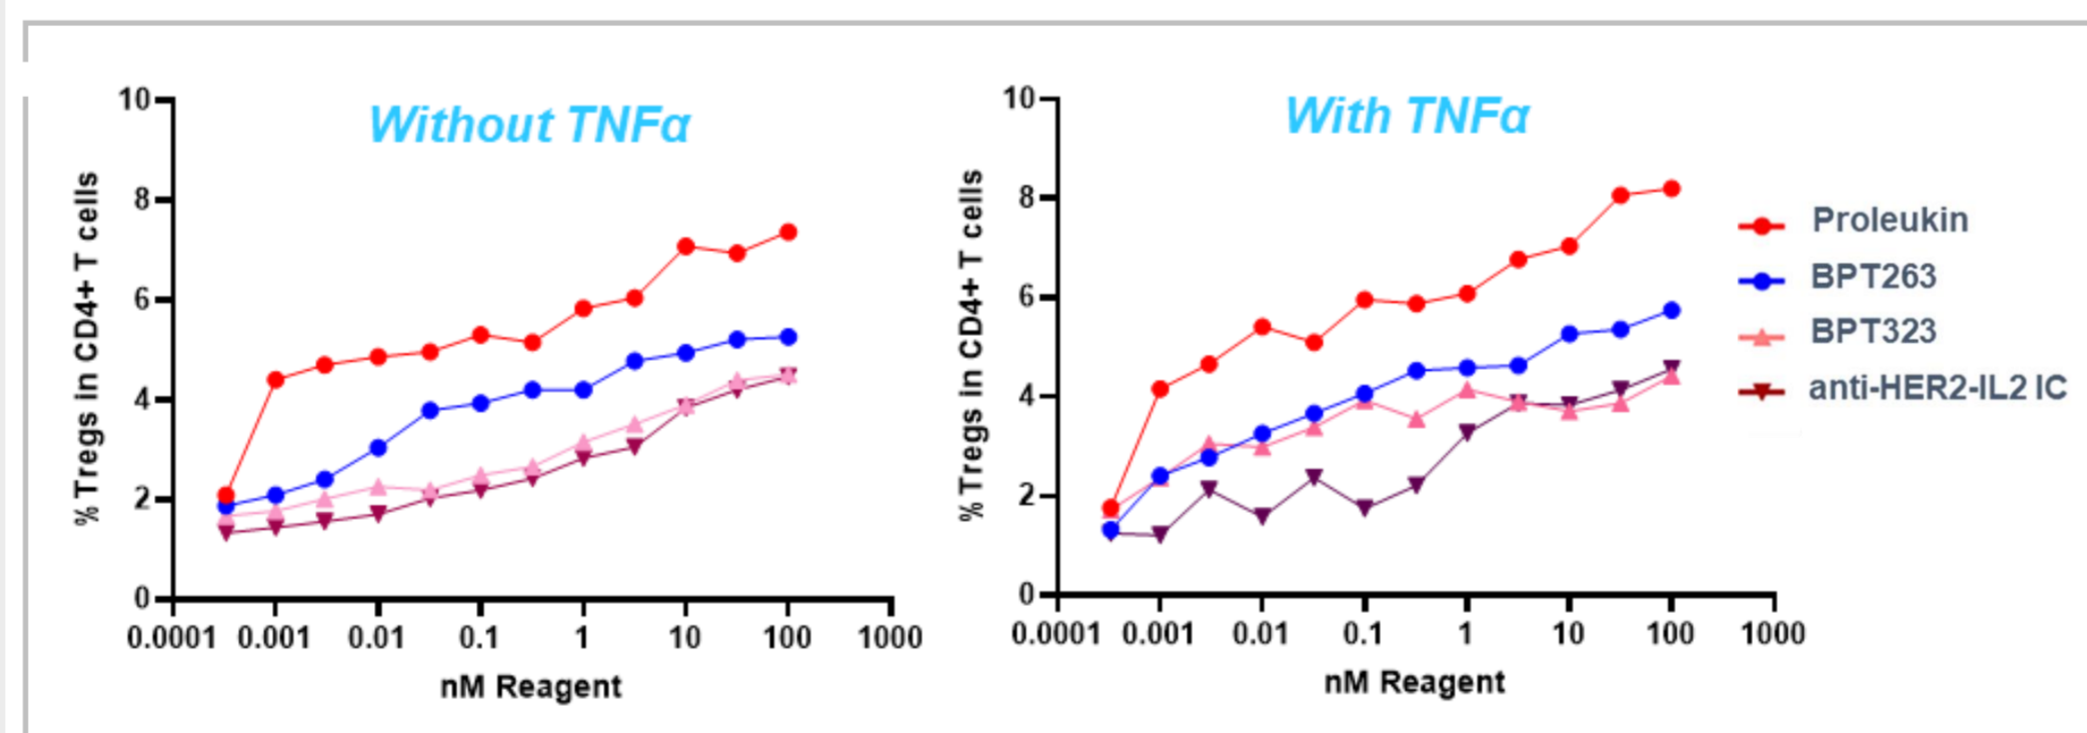 Without TNFα
% Tregs in CD4+ T cells
10
8
6
4
2
0
0.0001 0.001 0.01 0.1 1 10 100 1000
nM Reagent
With TNFα
% Tregs in CD4+ T cells
10
8
6
4
2
0
0.0001 0.001 0.01 0.1 1 10 100 1000
nM Reagent
Proleukin
BPT263
BPT323
anti-HER2-IL2 IC